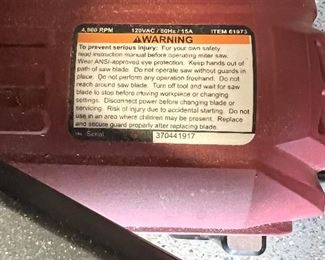 4,500 RPM 120VAC / 60Hz / 15A ITEM 61973
WARNING
To prevent serious injury: For your own safety
read instruction manual before operating miter saw.
Wear ANSI-approved eye protection. Keep hands out of
path of saw blade. Do not operate saw without guards in
place. Do not perform any operation freehand. Do not
reach around saw blade. Turn off tool and wait for saw
blade to stop before moving workpiece or changing
settings. Disconnect power before changing blade or
servicing. Risk of injury due to accidental starting. Do not
use in an area where children may be present. Replace
and secure guard properly after replacing blade.
Serial 370441917